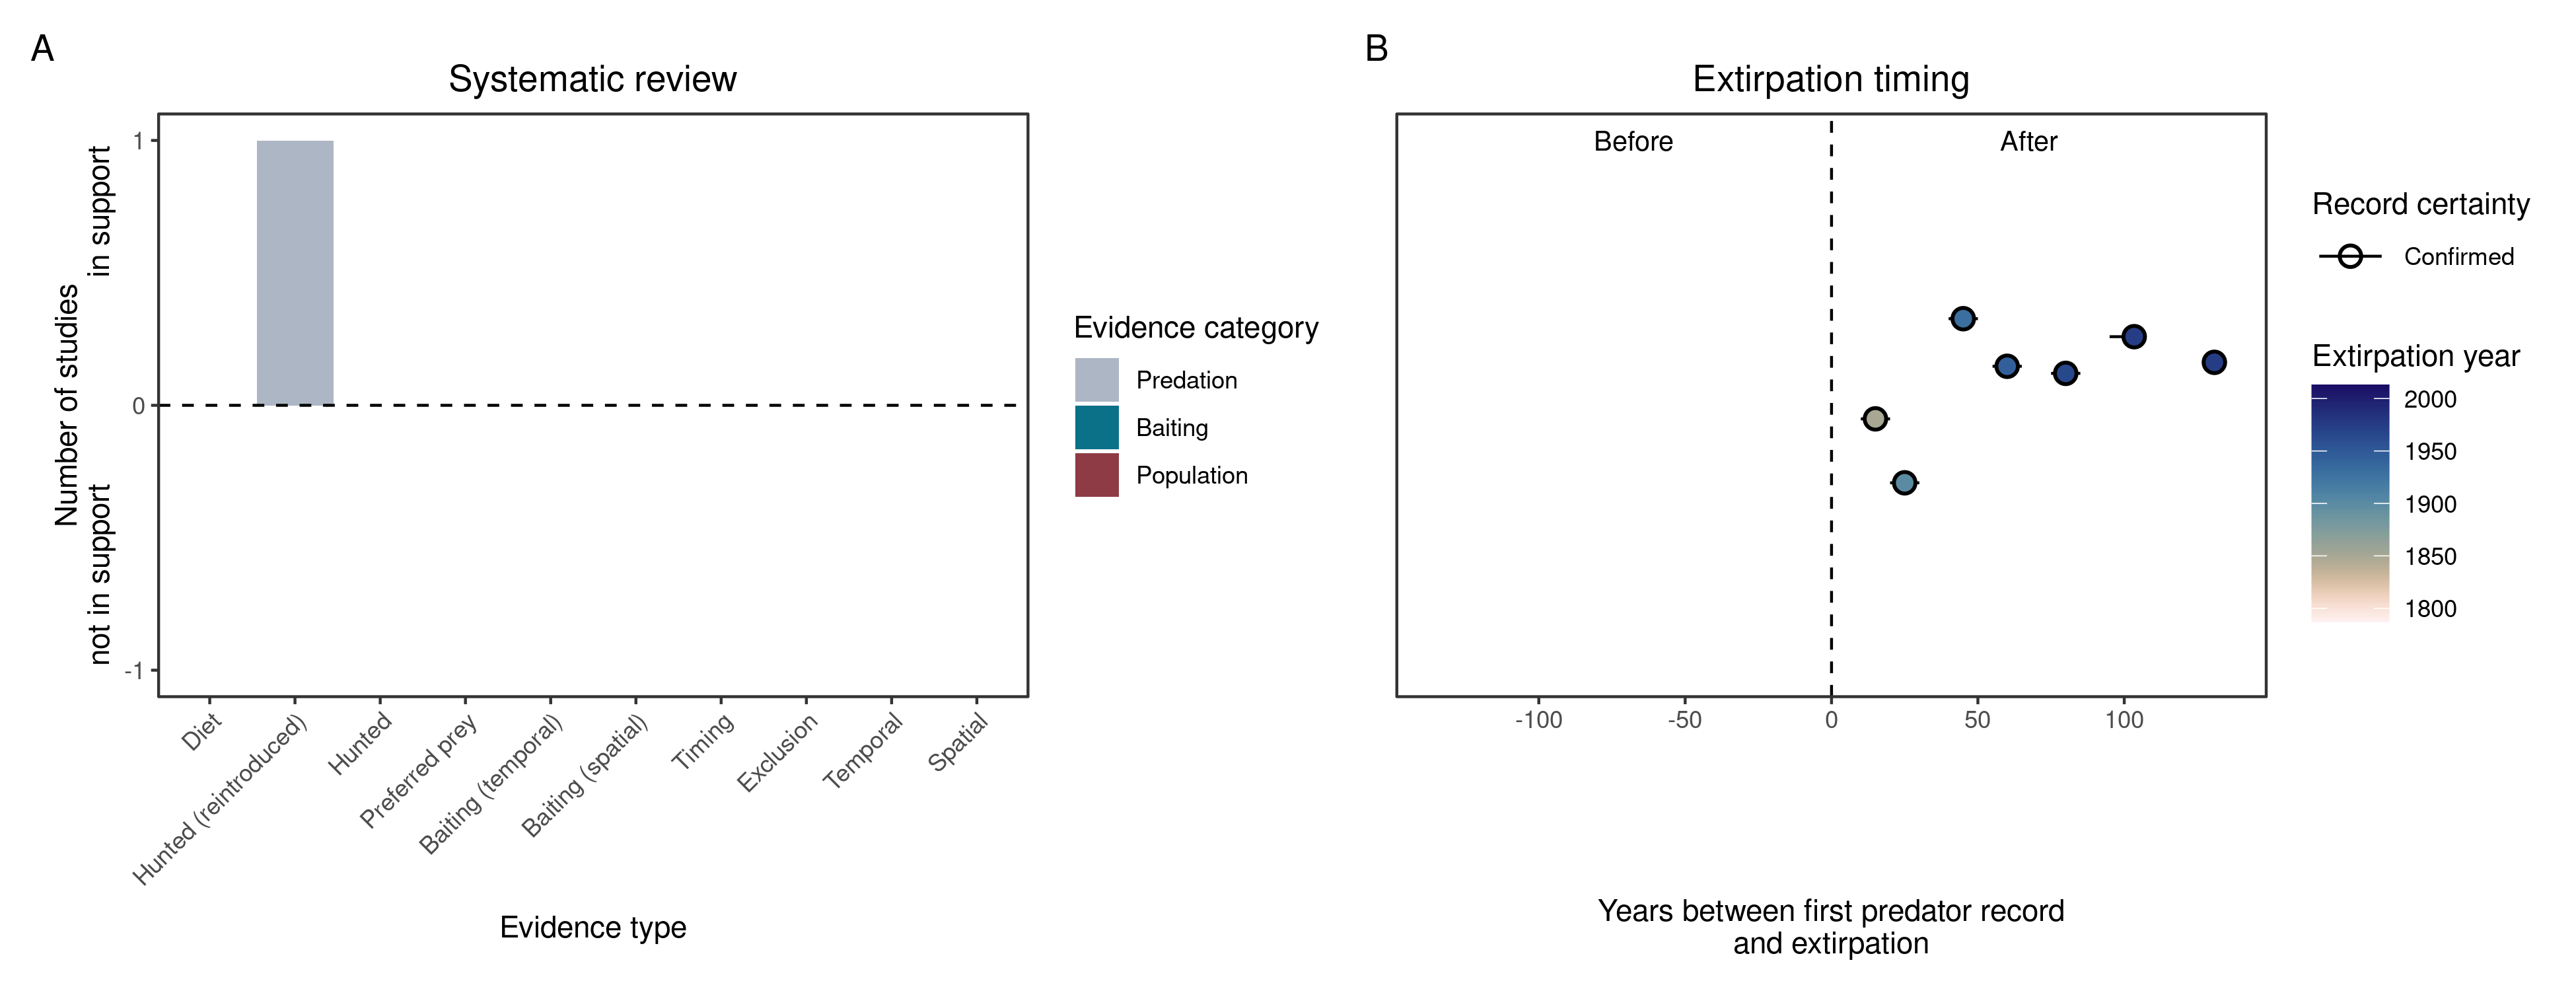 A
Systematic review
Number of studies
in support
not in support
1
0
-1
Diet
Hunted (reintroduced)
Hunted
Preferred prey
Baiting (temporal)
Baiting (spatial)
Timing
Exclusion
Temporal
Spatial
Evidence type
Evidence category
Predation
Baiting
Population
B
Extirpation timing
Before
After
-100
-50
0
50
100
Years between first predator record
and extirpation
Record certainty
Confirmed
Extirpation year
2000
1950
1900
1850
1800